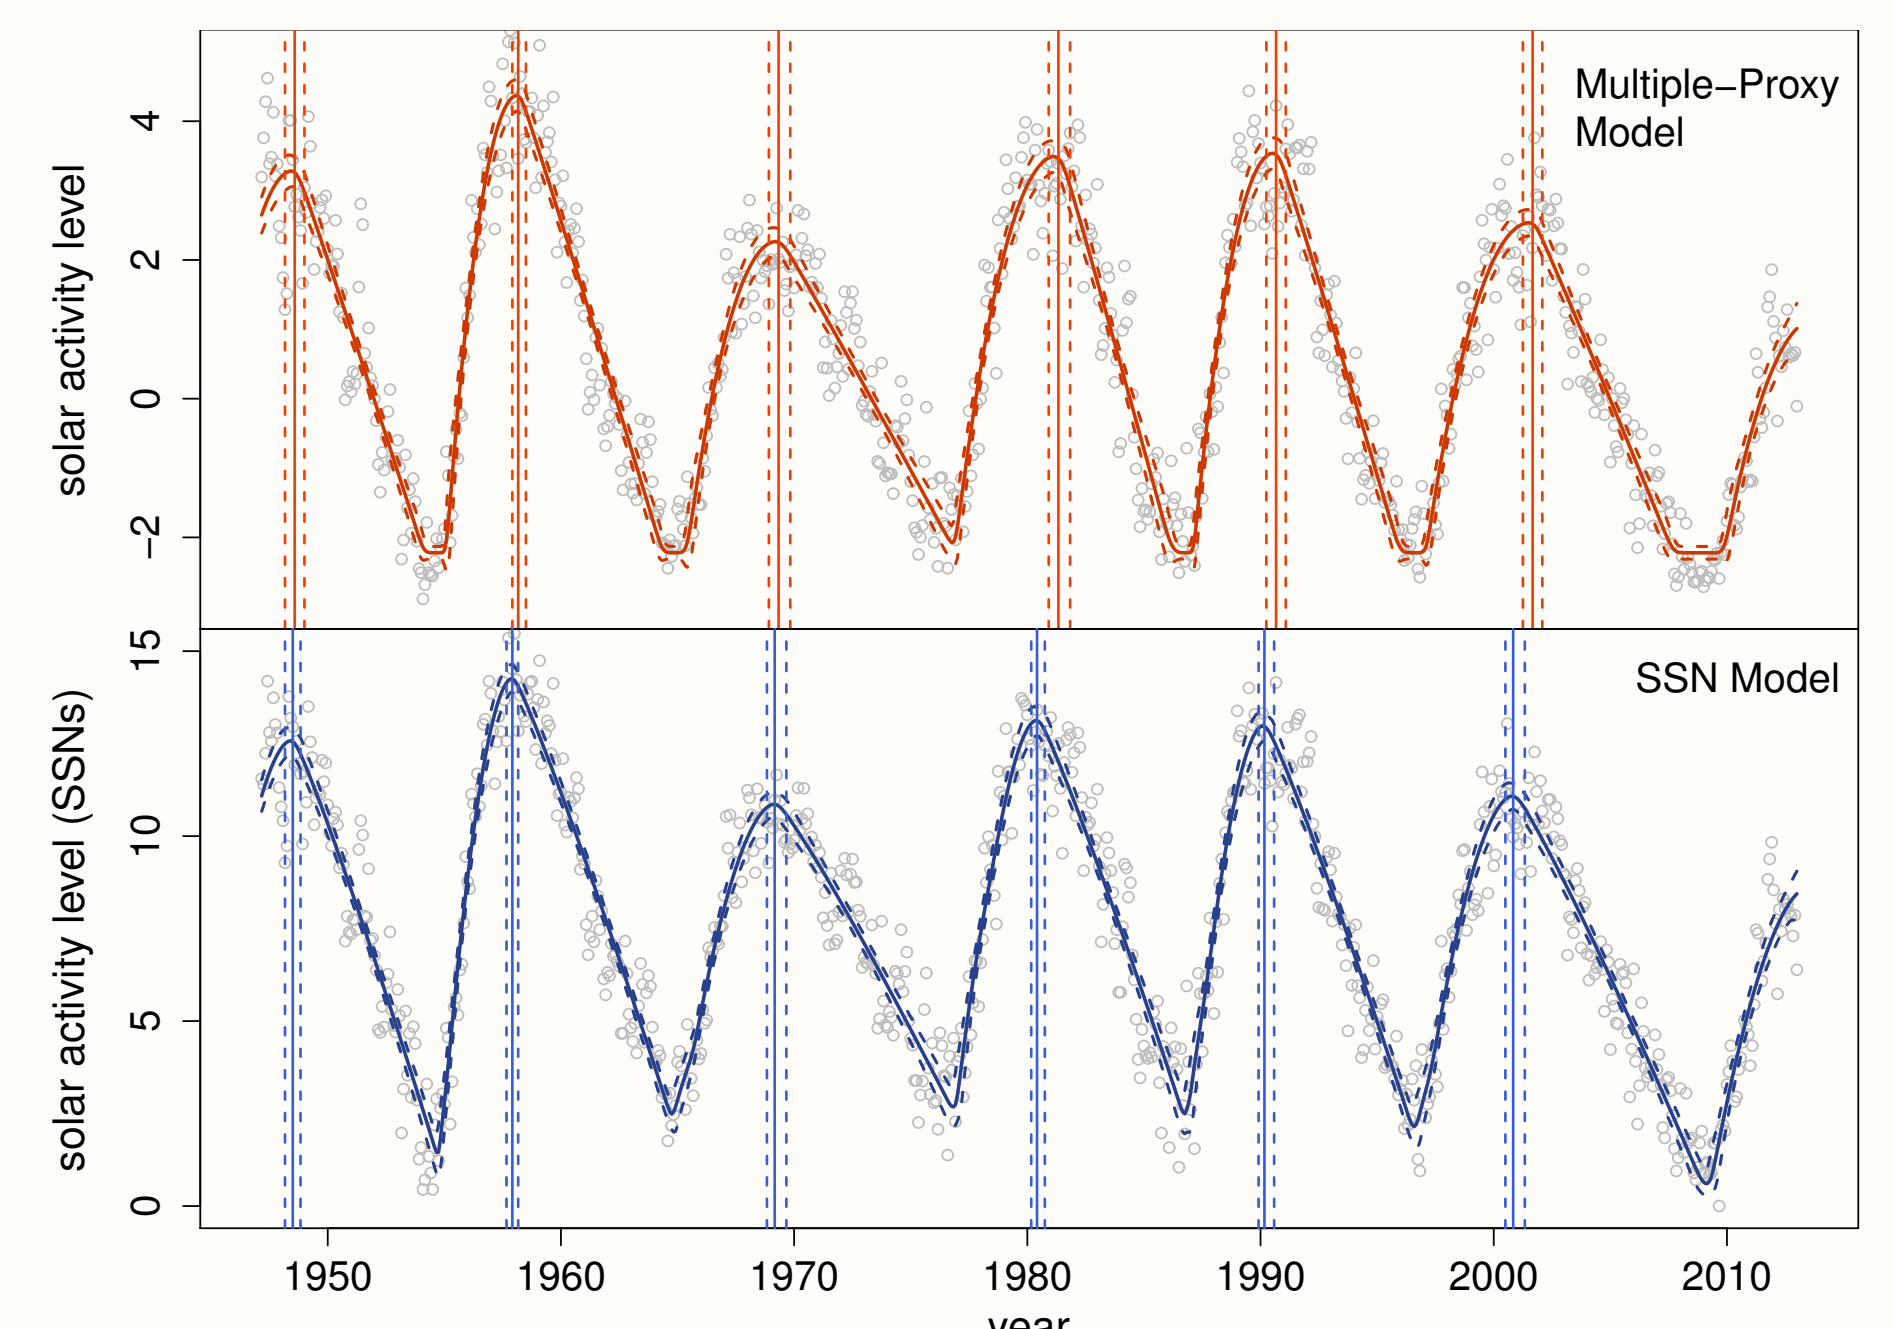 Multiple−Proxy
Model
solar activity level
4
2
0
−2
SSN Model
solar activity level (SSNs)
15
10
5
0
1950 1960 1970 1980 1990 2000 2010
year